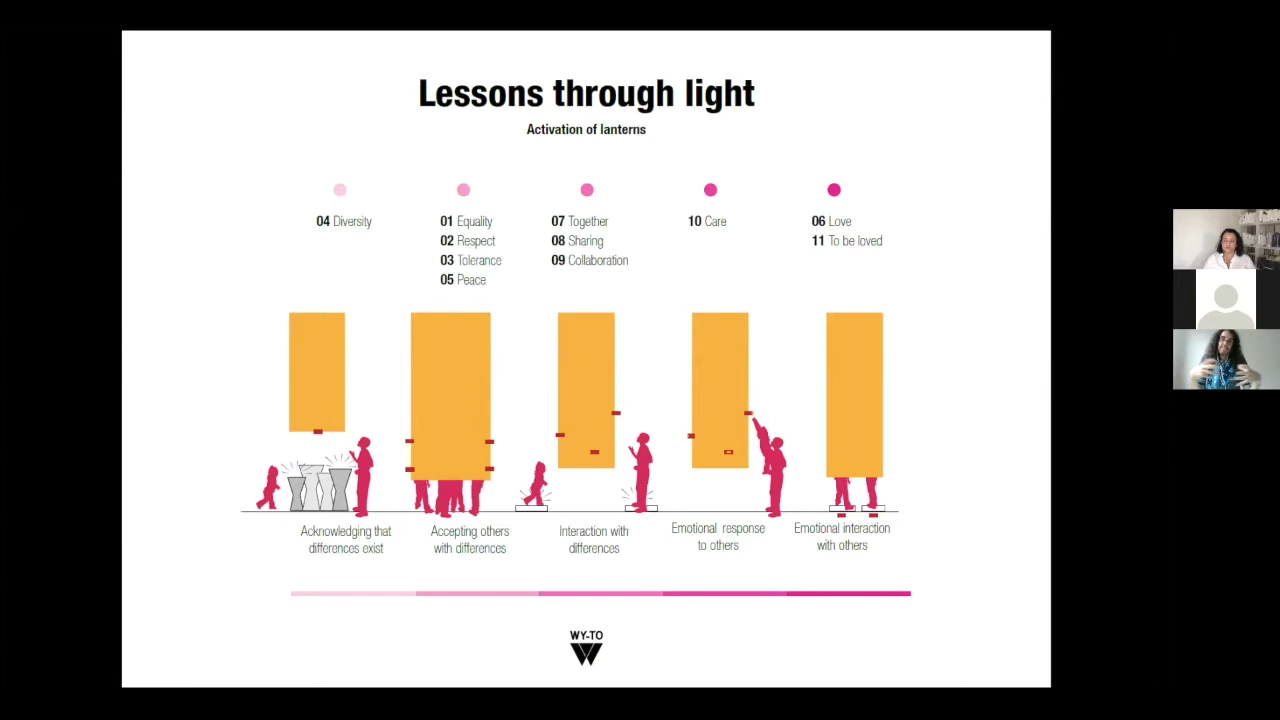 Lessons through light
Activation of lanterns
04 Diversity
01 Equality
02 Respect
03 Tolerance
05 Peace
07 Together
08 Sharing
09 Collaboration
10 Care
06 Love
11 To be loved
Acknowledging that
differences exist
Accepting others
with differences
Interaction with
differences
Emotional response
to others
Emotional interaction
with others
WY-TO